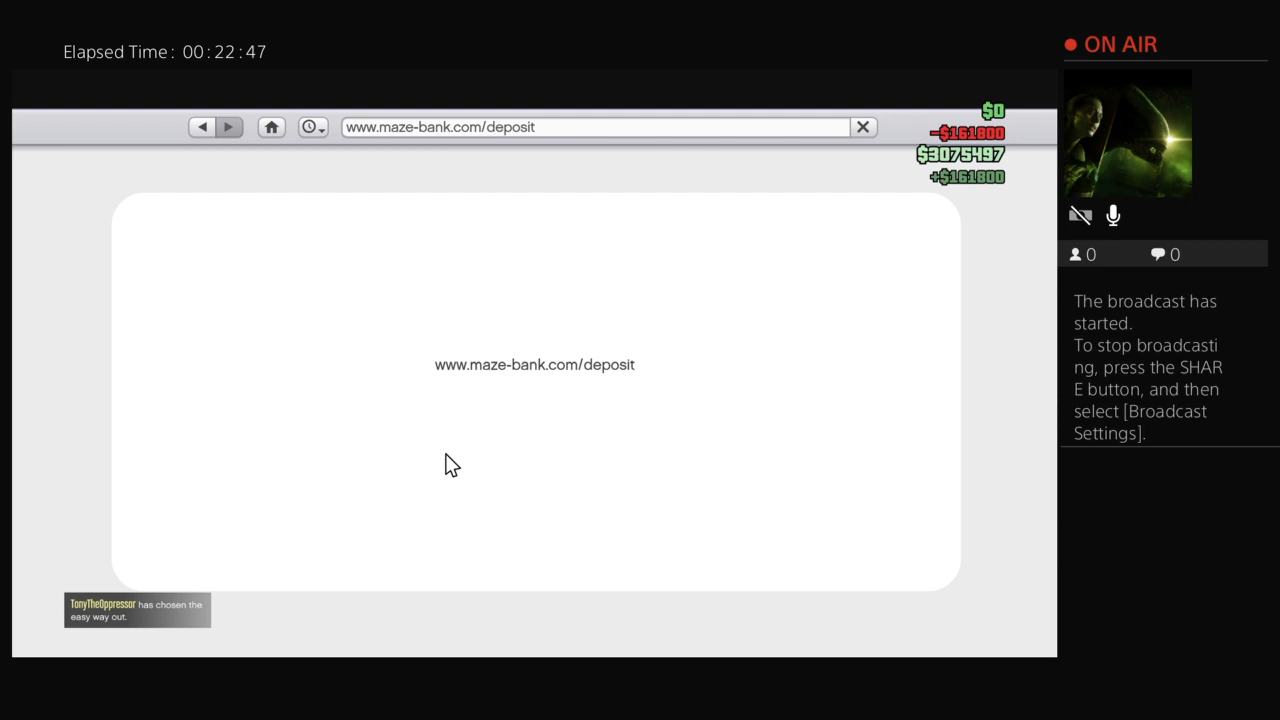 Elapsed Time: 00:22:47
ON AIR
www.maze-bank.com/deposit
$0
-$161800
$3075497
+$161800
0
0
The broadcast has
started.
To stop broadcasti
ng, press the SHAR
E button, and then
select [Broadcast
Settings].
www.maze-bank.com/deposit
TonyTheOppressor has chosen the
easy way out.